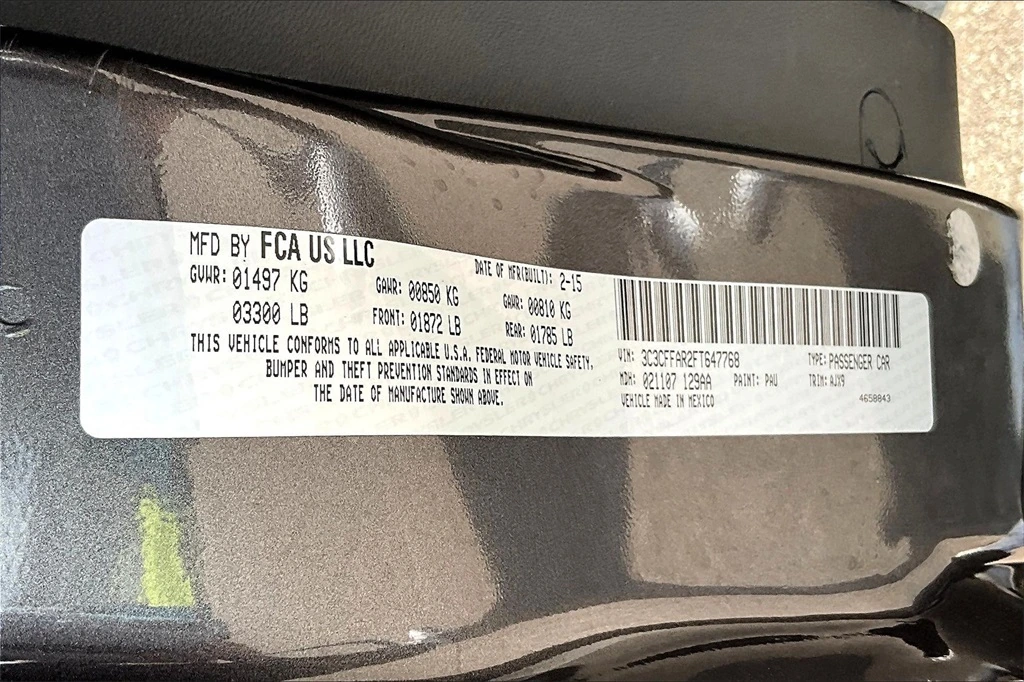 MFD BY FCA US LLC
DATE OF MFR(BUILT): 2-15
GVWR: 01497 KG GAWR: 00850 KG GAWR: 00810 KG
03300 LB FRONT: 01872 LB REAR: 01785 LB
THIS VEHICLE CONFORMS TO ALL APPLICABLE U.S.A. FEDERAL MOTOR VEHICLE SAFETY,
BUMPER AND THEFT PREVENTION STANDARDS IN EFFECT ON
THE DATE OF MANUFACTURE SHOWN ABOVE.
VIN: 3C3CFFAR2FT647768 TYPE: PASSENGER CAR
MDH: 021107 129AA PAINT: PAU TRIM: AJX9
VEHICLE MADE IN MEXICO 4658843